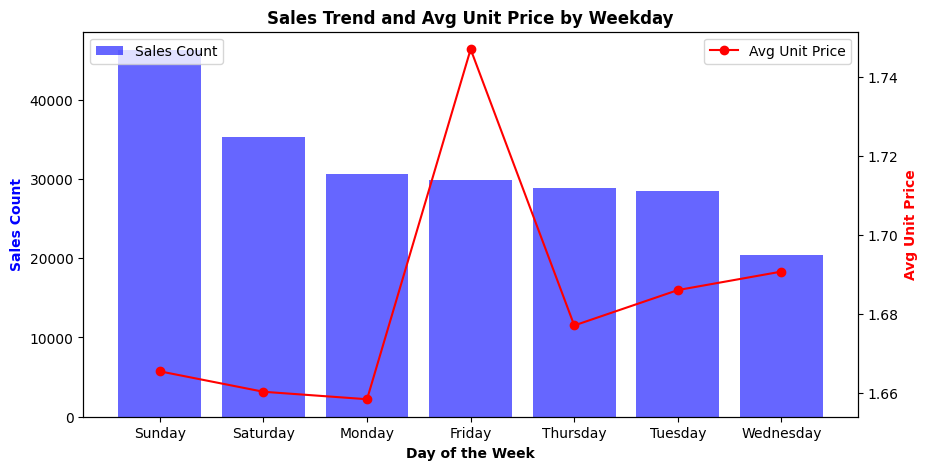 Sales Trend and Avg Unit Price by Weekday
Sales Count
Avg Unit Price
40000
30000
20000
10000
0
Sales Count
1.74
1.72
1.70
1.68
1.66
Avg Unit Price
Sunday Saturday Monday Friday Thursday Tuesday Wednesday
Day of the Week